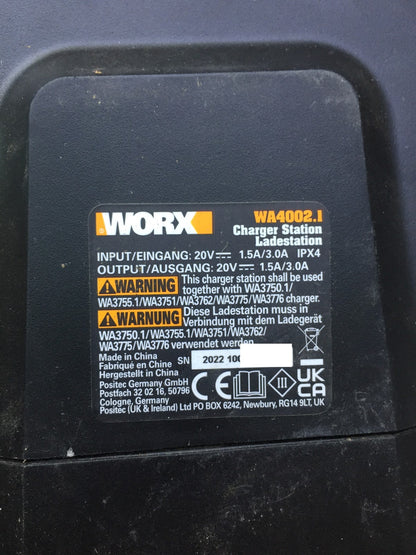 WORX
WA4002.1
Charger Station
Ladestation
INPUT/EINGANG: 20V⎓ 1.5A/3.0A IPX4
OUTPUT/AUSGANG: 20V⎓ 1.5A/3.0A
WARNING This charger station shall be used
together with WA3750.1/
WA3755.1/WA3751/WA3762/WA3775/WA3776 charger.
WARNUNG Diese Ladestation muss in
Verbindung mit dem Ladegerät
WA3750.1/WA3755.1/WA3751/WA3762/
WA3775/WA3776 verwendet werden.
Made in China
Fabriqué en Chine
Hergestellt in China
SN 2022 100
Positec Germany GmbH
Postfach 32 02 16, 50796
Cologne, Germany
Positec (UK & Ireland) Ltd PO BOX 6242, Newbury, RG14 9LT, UK
CE
III
UK
CA